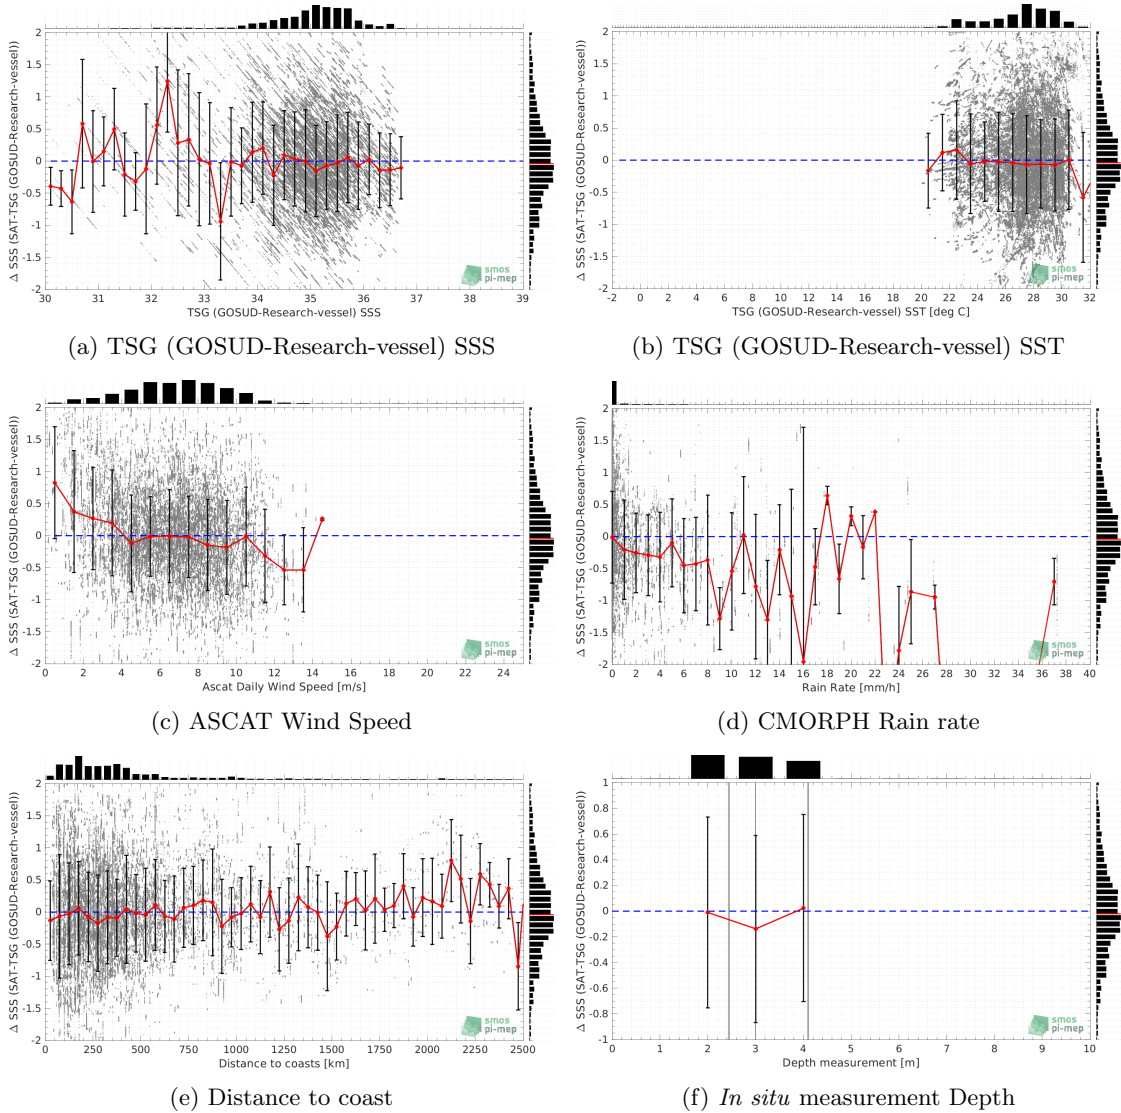 Δ SSS (SAT-TSG (GOSUD-Research-vessel))
2
1.5
1
0.5
0
-0.5
-1
-1.5
-2
30 31 32 33 34 35 36 37 38 39
TSG (GOSUD-Research-vessel) SSS
smos
pi-mep
(a) TSG (GOSUD-Research-vessel) SSS
Δ SSS (SAT-TSG (GOSUD-Research-vessel))
2
1.5
1
0.5
0
-0.5
-1
-1.5
-2
-2 0 2 4 6 8 10 12 14 16 18 20 22 24 26 28 30 32
TSG (GOSUD-Research-vessel) SST [deg C]
smos
pi-mep
(b) TSG (GOSUD-Research-vessel) SST
Δ SSS (SAT-TSG (GOSUD-Research-vessel))
2
1.5
1
0.5
0
-0.5
-1
-1.5
-2
0 2 4 6 8 10 12 14 16 18 20 22 24
Ascat Daily Wind Speed [m/s]
smos
pi-mep
(c) ASCAT Wind Speed
Δ SSS (SAT-TSG (GOSUD-Research-vessel))
2
1.5
1
0.5
0
-0.5
-1
-1.5
-2
0 2 4 6 8 10 12 14 16 18 20 22 24 26 28 30 32 34 36 38 40
Rain Rate [mm/h]
smos
pi-mep
(d) CMORPH Rain rate
Δ SSS (SAT-TSG (GOSUD-Research-vessel))
2
1.5
1
0.5
0
-0.5
-1
-1.5
-2
0 250 500 750 1000 1250 1500 1750 2000 2250 2500
Distance to coasts [km]
smos
pi-mep
(e) Distance to coast
Δ SSS (SAT-TSG (GOSUD-Research-vessel))
1
0.8
0.6
0.4
0.2
0
-0.2
-0.4
-0.6
-0.8
-1
0 1 2 3 4 5 6 7 8 9 10
Depth measurement [m]
smos
pi-mep
(f) In situ measurement Depth